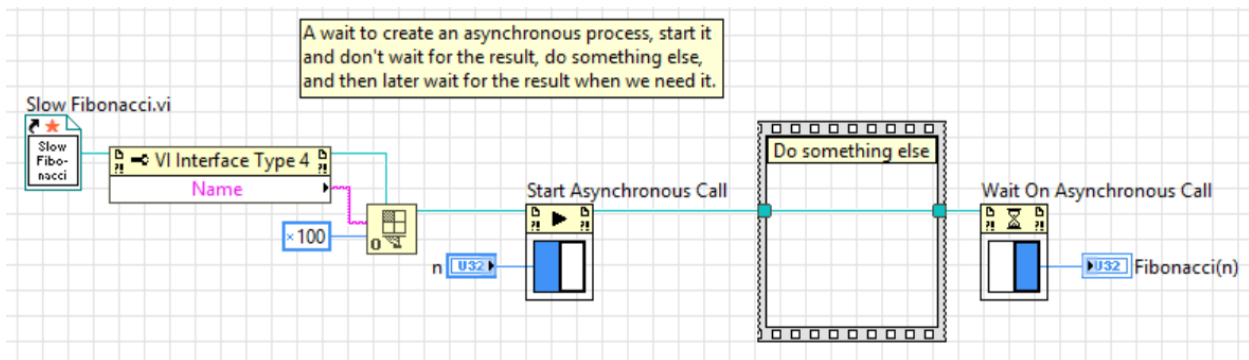 A wait to create an asynchronous process, start it
and don't wait for the result, do something else,
and then later wait for the result when we need it.
Slow Fibonacci.vi
Slow
Fibo-
nacci
VI Interface Type 4
Name
×100
Start Asynchronous Call
n
U32
Do something else
Wait On Asynchronous Call
U32
Fibonacci(n)